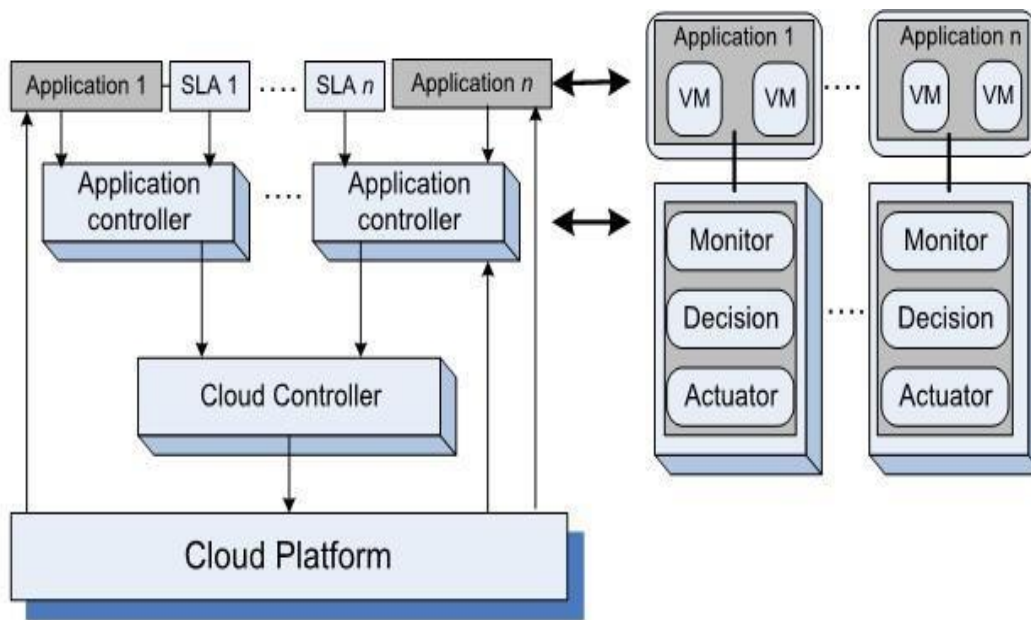 Application 1
SLA 1
....
SLA n
Application n
Application
controller
....
Application
controller
Cloud Controller
Cloud Platform
Application 1
VM
VM
....
Application n
VM
VM
Monitor
Decision
Actuator
....
Monitor
Decision
Actuator